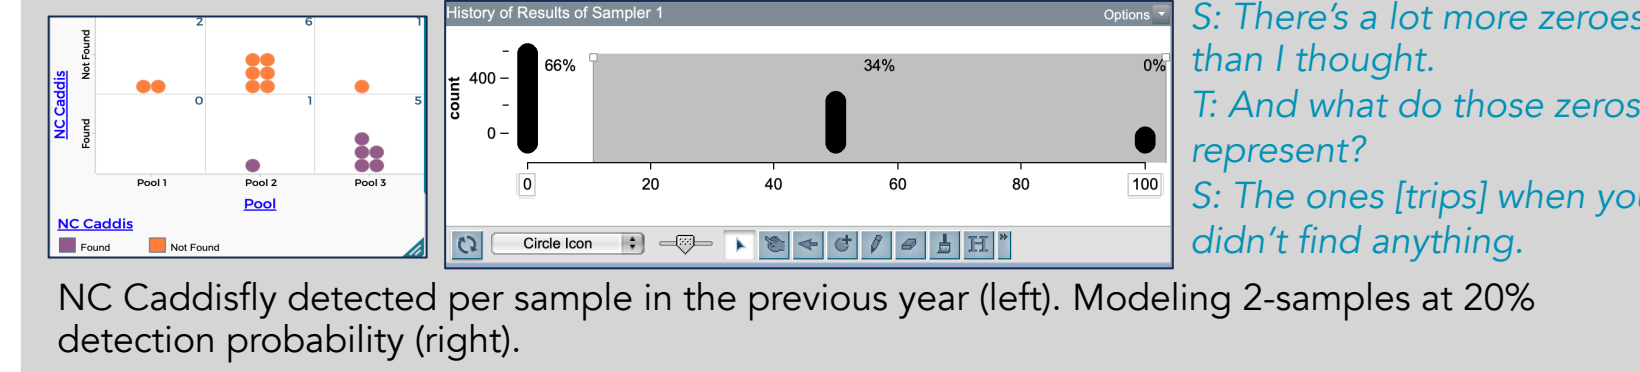 2 6 1
Not Found
0 1 5
NC Caddis
Found
Pool 1 Pool 2 Pool 3
Pool
NC Caddis
Found Not Found
History of Results of Sampler 1 Options
66% 34% 0%
count
400
0
0 20 40 60 80 100
Circle Icon
H »
S: There's a lot more zeroes
than I thought.
T: And what do those zeros
represent?
S: The ones [trips] when you
didn't find anything.
NC Caddisfly detected per sample in the previous year (left). Modeling 2-samples at 20%
detection probability (right).